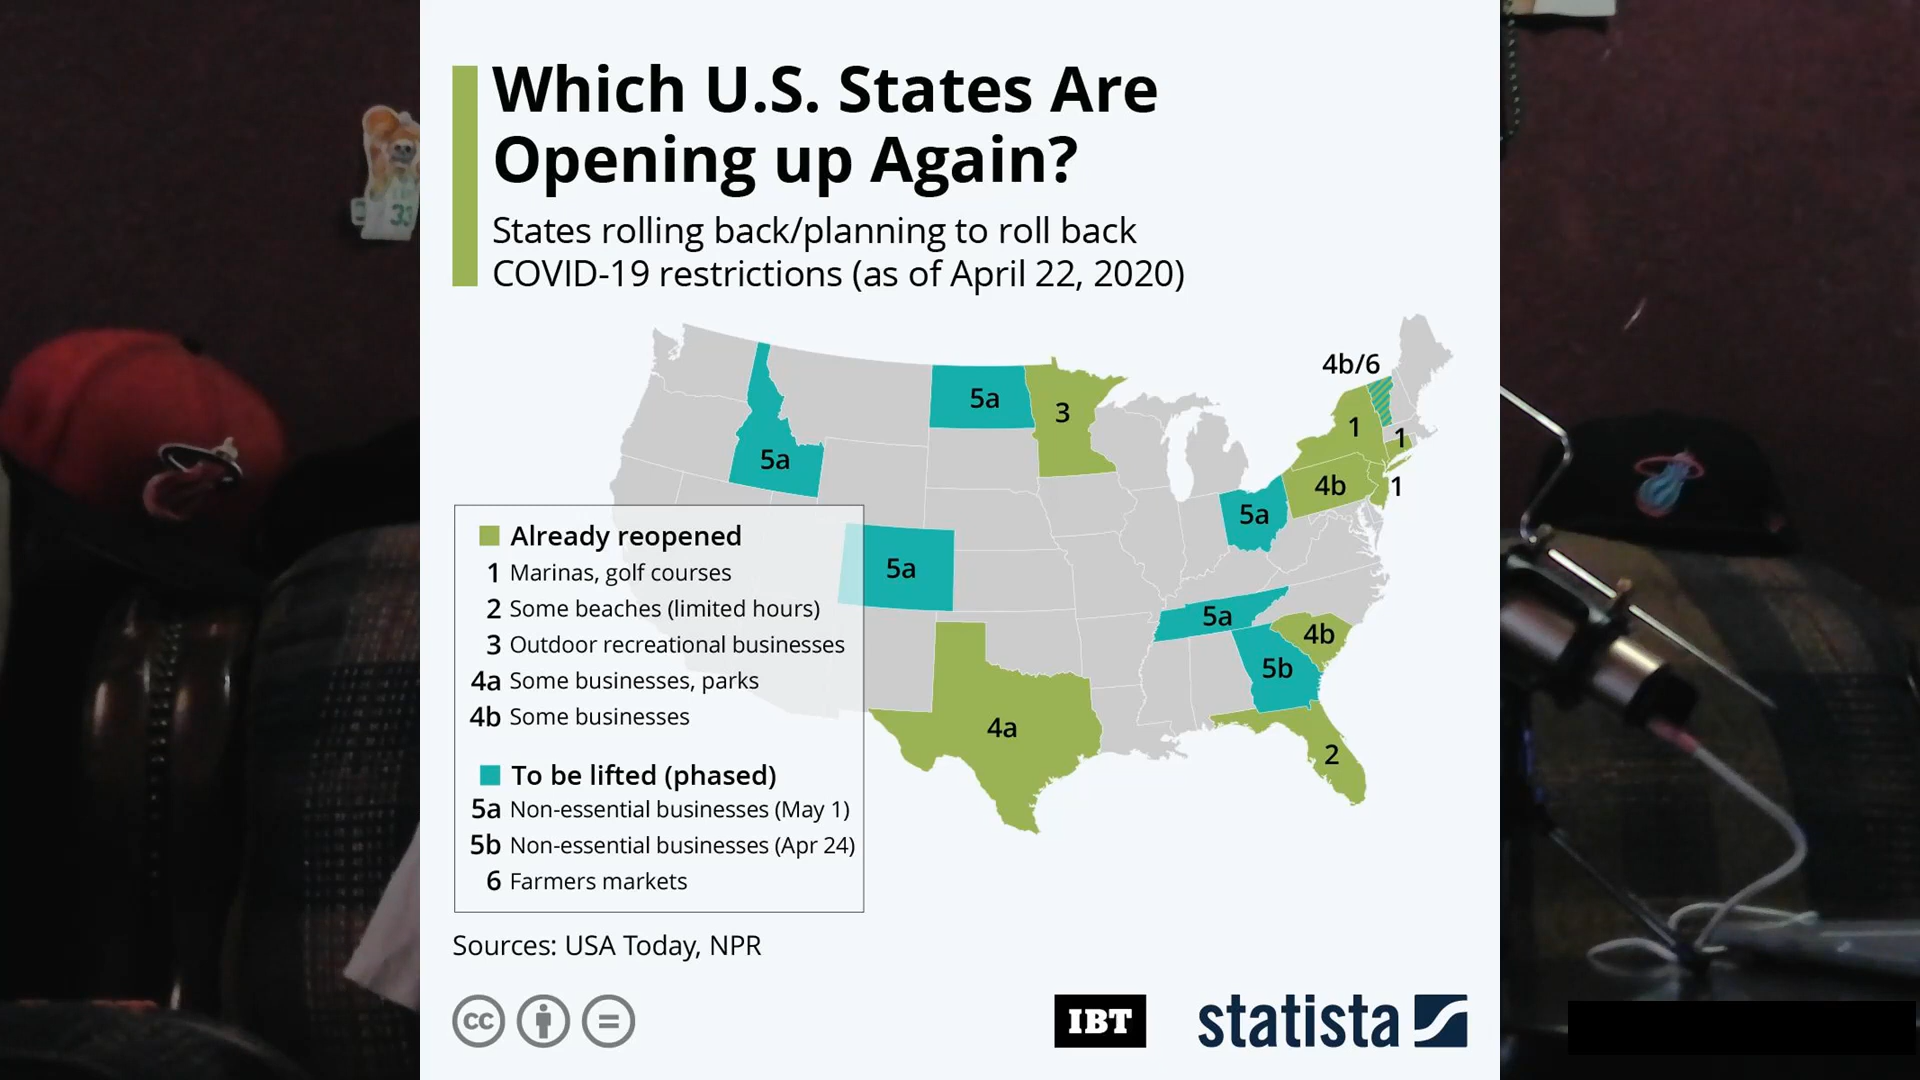 Which U.S. States Are
Opening up Again?
States rolling back/planning to roll back
COVID-19 restrictions (as of April 22, 2020)
4b/6
5a
3
1
1
5a
4b
1
5a
5a
5a
4b
5b
4a
2
Already reopened
1 Marinas, golf courses
2 Some beaches (limited hours)
3 Outdoor recreational businesses
4a Some businesses, parks
4b Some businesses
To be lifted (phased)
5a Non-essential businesses (May 1)
5b Non-essential businesses (Apr 24)
6 Farmers markets
Sources: USA Today, NPR
cc
IBT
statista
33